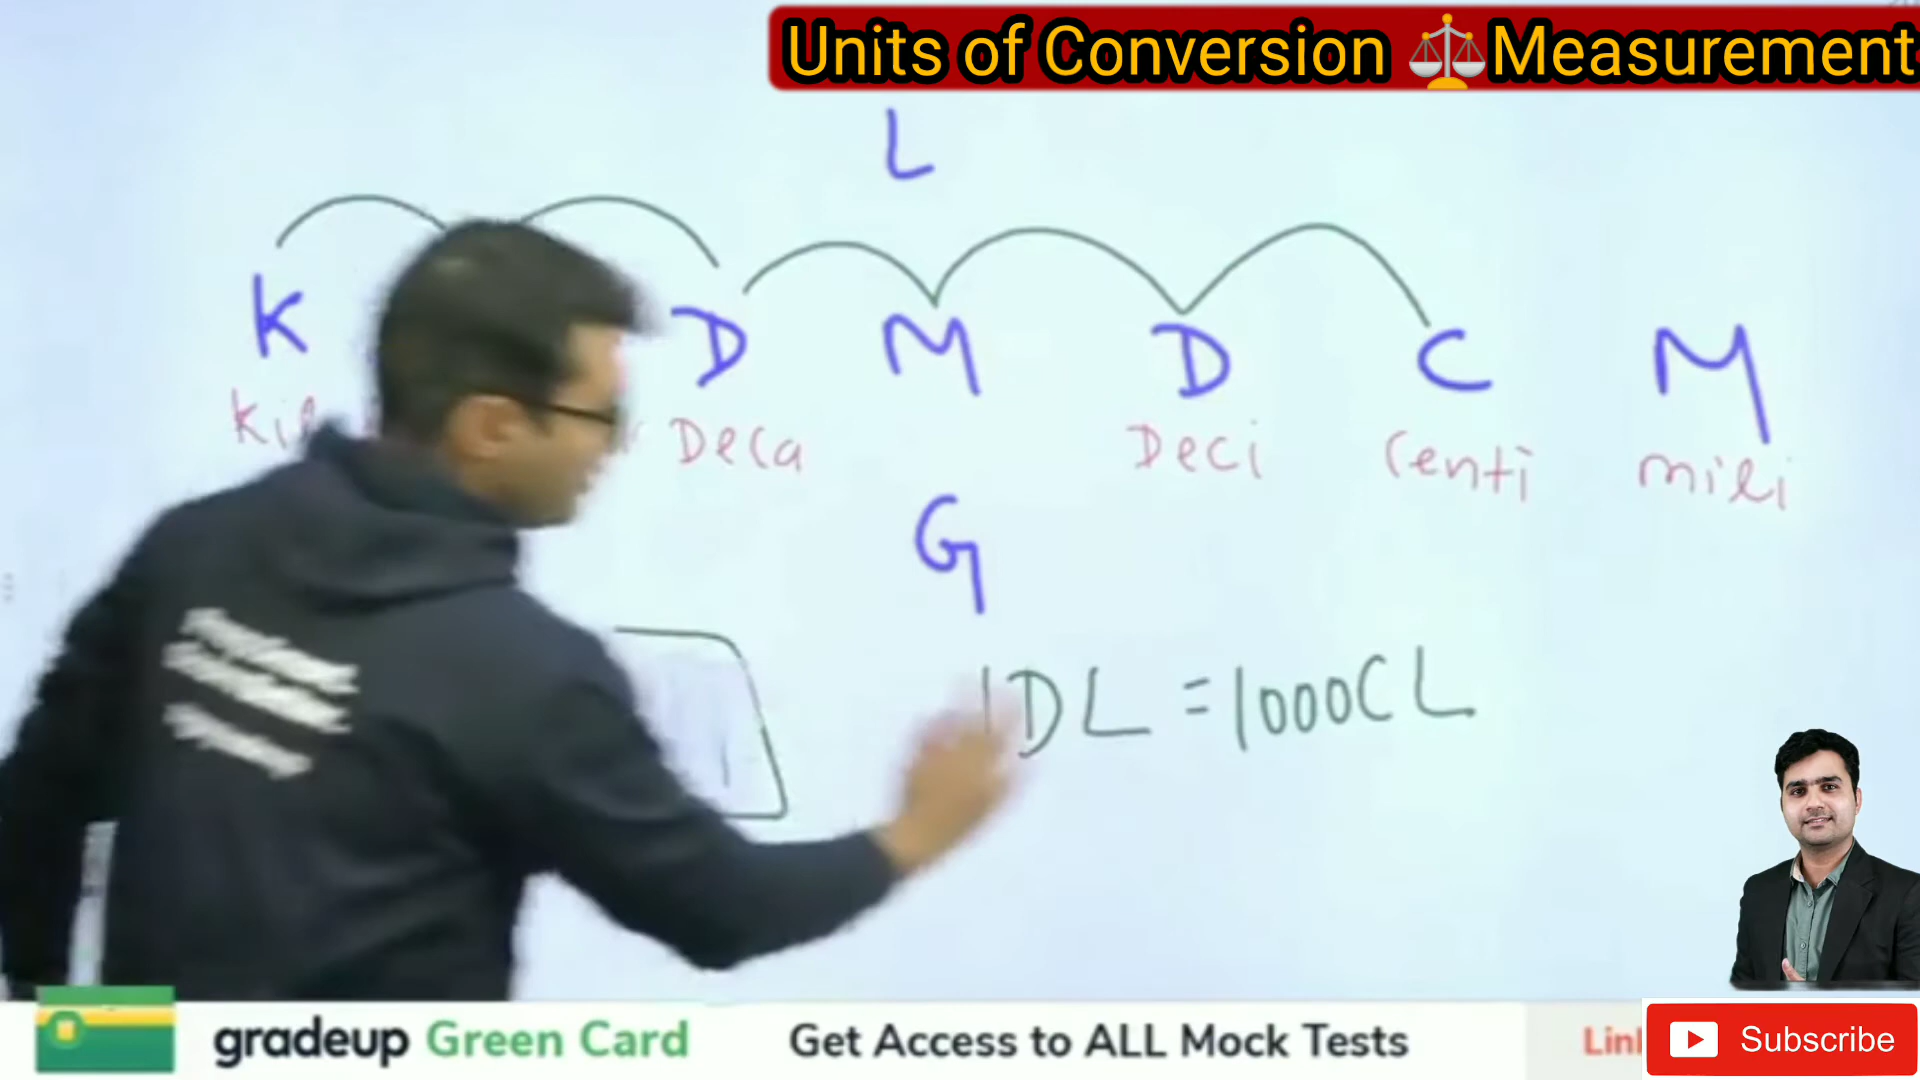 Units of Conversion ⚖️Measurement
L
K D M D C M
Deca Deci Centi mili
G
1DL = 1000CL
gradeup Green Card Get Access to ALL Mock Tests
Subscribe